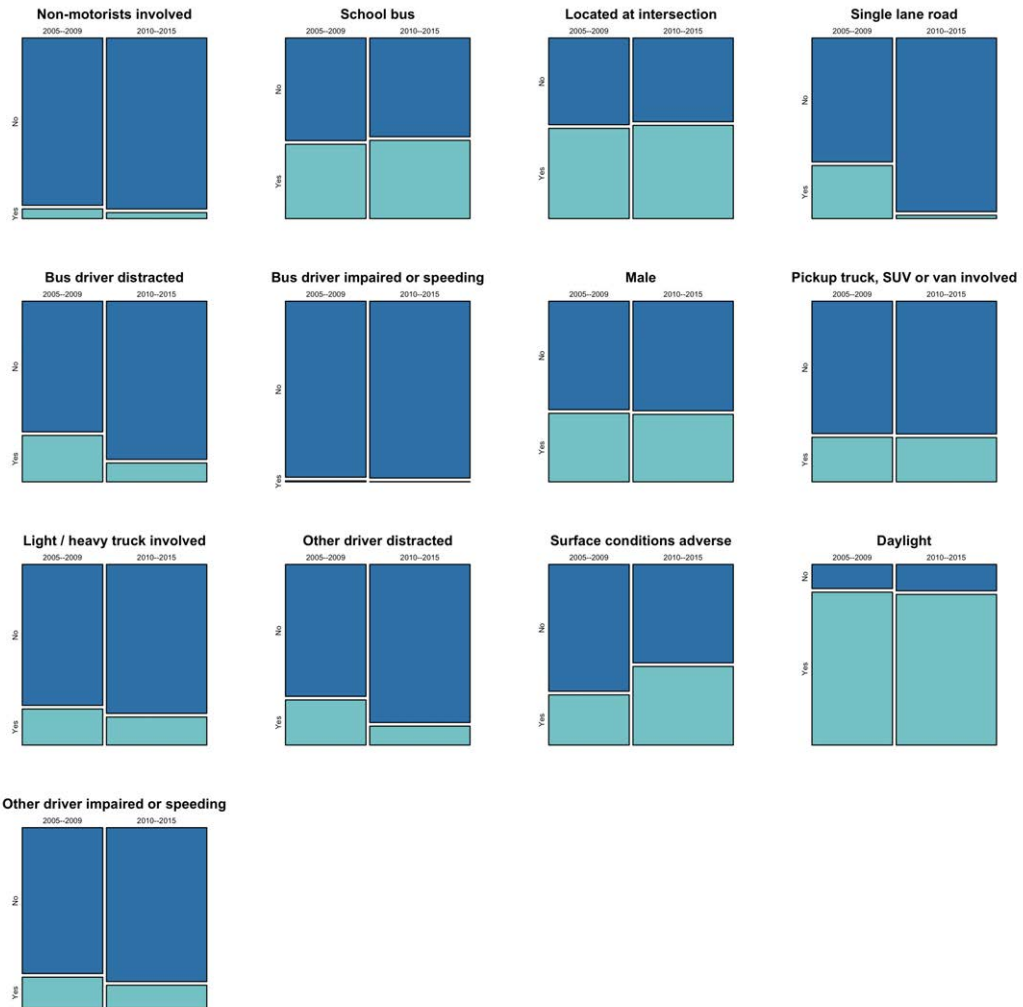 Non-motorists involved
2005--2009 2010--2015
No
Yes
School bus
2005--2009 2010--2015
No
Yes
Located at intersection
2005--2009 2010--2015
No
Yes
Single lane road
2005--2009 2010--2015
No
Yes
Bus driver distracted
2005--2009 2010--2015
No
Yes
Bus driver impaired or speeding
2005--2009 2010--2015
No
Yes
Male
2005--2009 2010--2015
No
Yes
Pickup truck, SUV or van involved
2005--2009 2010--2015
No
Yes
Light / heavy truck involved
2005--2009 2010--2015
No
Yes
Other driver distracted
2005--2009 2010--2015
No
Yes
Surface conditions adverse
2005--2009 2010--2015
No
Yes
Daylight
2005--2009 2010--2015
No
Yes
Other driver impaired or speeding
2005--2009 2010--2015
No
Yes